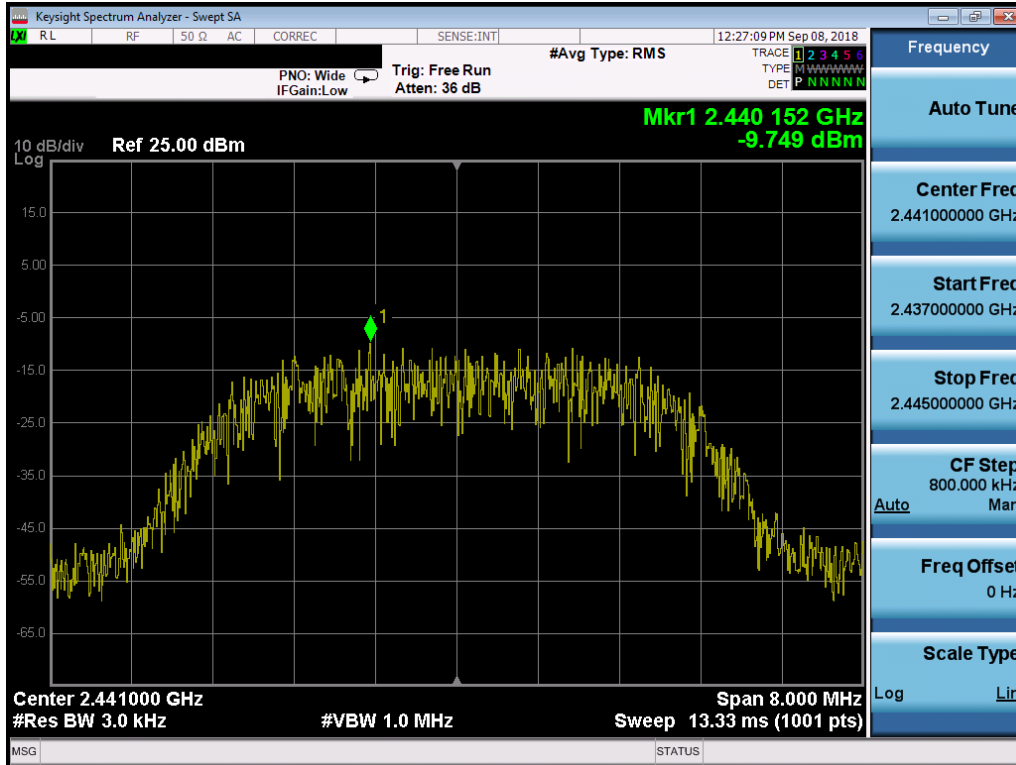 Keysight Spectrum Analyzer - Swept SA
LXI RL RF 50 Ω AC CORREC SENSE:INT 12:27:09 PM Sep 08, 2018
#Avg Type: RMS TRACE 1 2 3 4 5 6
PNO: Wide Trig: Free Run TYPE M WWWWW
IFGain:Low Atten: 36 dB DET P N N N N N
Mkr1 2.440 152 GHz
10 dB/div Ref 25.00 dBm -9.749 dBm
Log
15.0
5.00
1
-5.00
-15.0
-25.0
-35.0
-45.0
-55.0
-65.0
Center 2.441000 GHz Span 8.000 MHz
#Res BW 3.0 kHz #VBW 1.0 MHz Sweep 13.33 ms (1001 pts)
MSG STATUS
Frequency
Auto Tune
Center Freq
2.441000000 GHz
Start Freq
2.437000000 GHz
Stop Freq
2.445000000 GHz
CF Step
800.000 kHz
Auto Man
Freq Offset
0 Hz
Scale Type
Log Lin